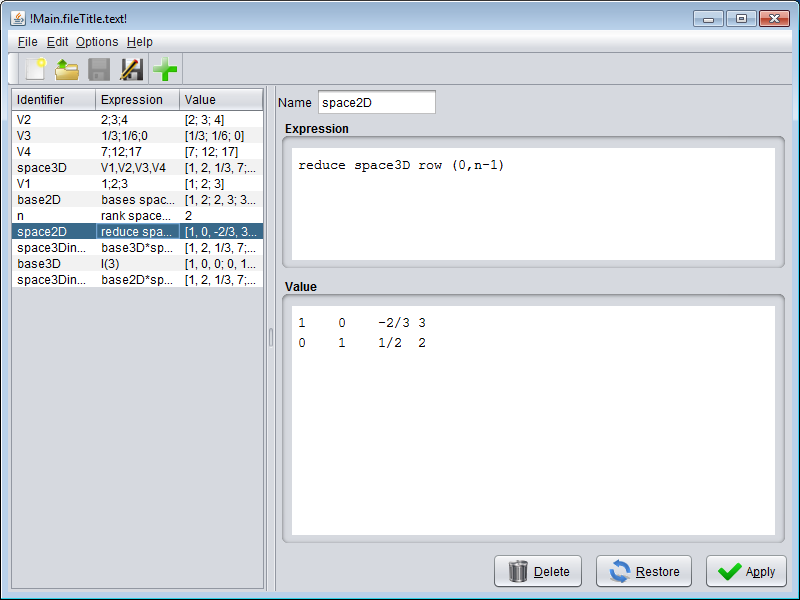 !Main.fileTitle.text!
File Edit Options Help
Identifier Expression Value
V2 2;3;4 [2; 3; 4]
V3 1/3;1/6;0 [1/3; 1/6; 0]
V4 7;12;17 [7; 12; 17]
space3D V1,V2,V3,V4 [1, 2, 1/3, 7;...
V1 1;2;3 [1; 2; 3]
base2D bases spac... [1, 2; 2, 3; 3...
n rank space... 2
space2D reduce spa... [1, 0, -2/3, 3...
space3Din... base3D*sp... [1, 2, 1/3, 7;...
base3D I(3) [1, 0, 0; 0, 1...
space3Din... base2D*sp... [1, 2, 1/3, 7;...
Name space2D
Expression
reduce space3D row (0,n-1)
Value
1 0 -2/3 3
0 1 1/2 2
Delete Restore Apply